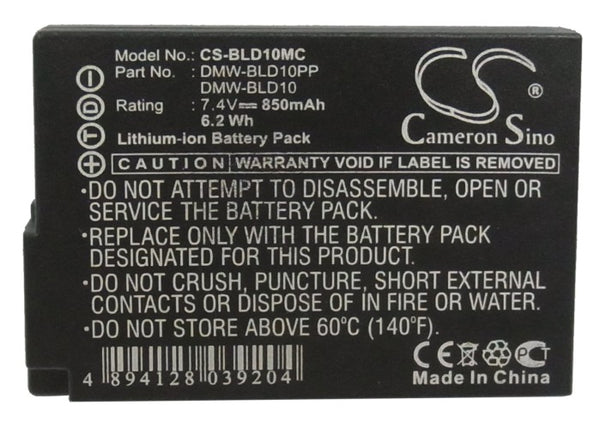 Model No.: CS-BLD10MC
Part No.: DMW-BLD10PP
DMW-BLD10
Rating: 7.4V⎓850mAh
6.2 Wh
Lithium-ion Battery Pack
CS
®
Cameron Sino
+
D
T
-
+
CAUTION WARRANTY VOID IF LABEL IS REMOVED
•DO NOT ATTEMPT TO DISASSEMBLE, OPEN OR
SERVICE THE BATTERY PACK.
•REPLACE ONLY WITH THE BATTERY PACK
DESIGNATED FOR THIS PRODUCT.
•DO NOT CRUSH, PUNCTURE, SHORT EXTERNAL
CONTACTS OR DISPOSE OF IN FIRE OR WATER.
•DO NOT STORE ABOVE 60°C (140°F)
4 894128 039204
CE PCT
Made In China